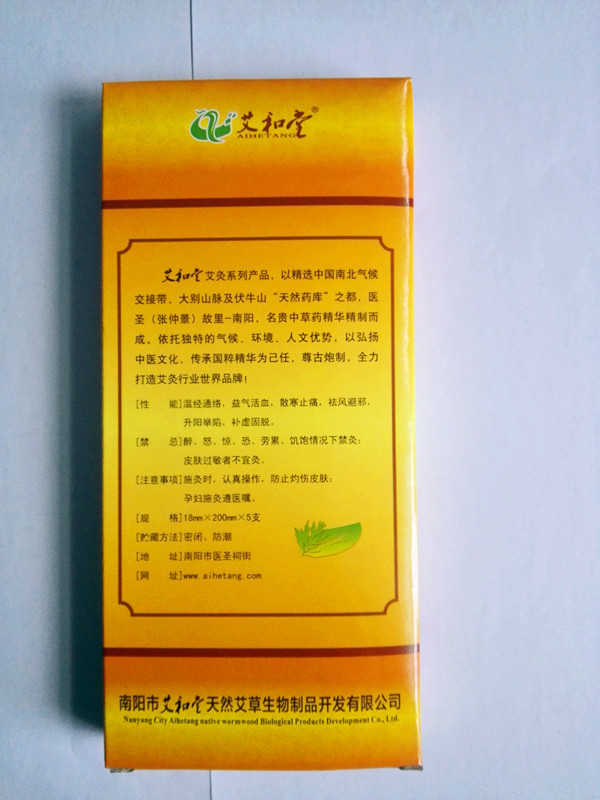 艾和堂®
AIHETANG
艾和堂艾灸系列产品，以精选中国南北气候
交接带，大别山脉及伏牛山“天然药库”之都，医
圣（张仲景）故里-南阳，名贵中草药精华精制而
成。依托独特的气候、环境、人文优势，以弘扬
中医文化，传承国粹精华为己任，尊古炮制，全力
打造艾灸行业世界品牌！
[性 能]温经通络，益气活血，散寒止痛，祛风避邪，
升阳举陷，补虚固脱。
[禁 忌]醉、怒、惊、恐、劳累、饥饱情况下禁灸；
皮肤过敏者不宜灸。
[注意事项]施灸时，认真操作，防止灼伤皮肤；
孕妇施灸遵医嘱。
[规 格]18mm×200mm×5支
[贮藏方法]密闭、防潮
[地 址]南阳市医圣祠街
[网 址]www.aihetang.com
南阳市艾和堂天然艾草生物制品开发有限公司
Nanyang City Aihetang native wormwood Biological Products Development Co., Ltd.